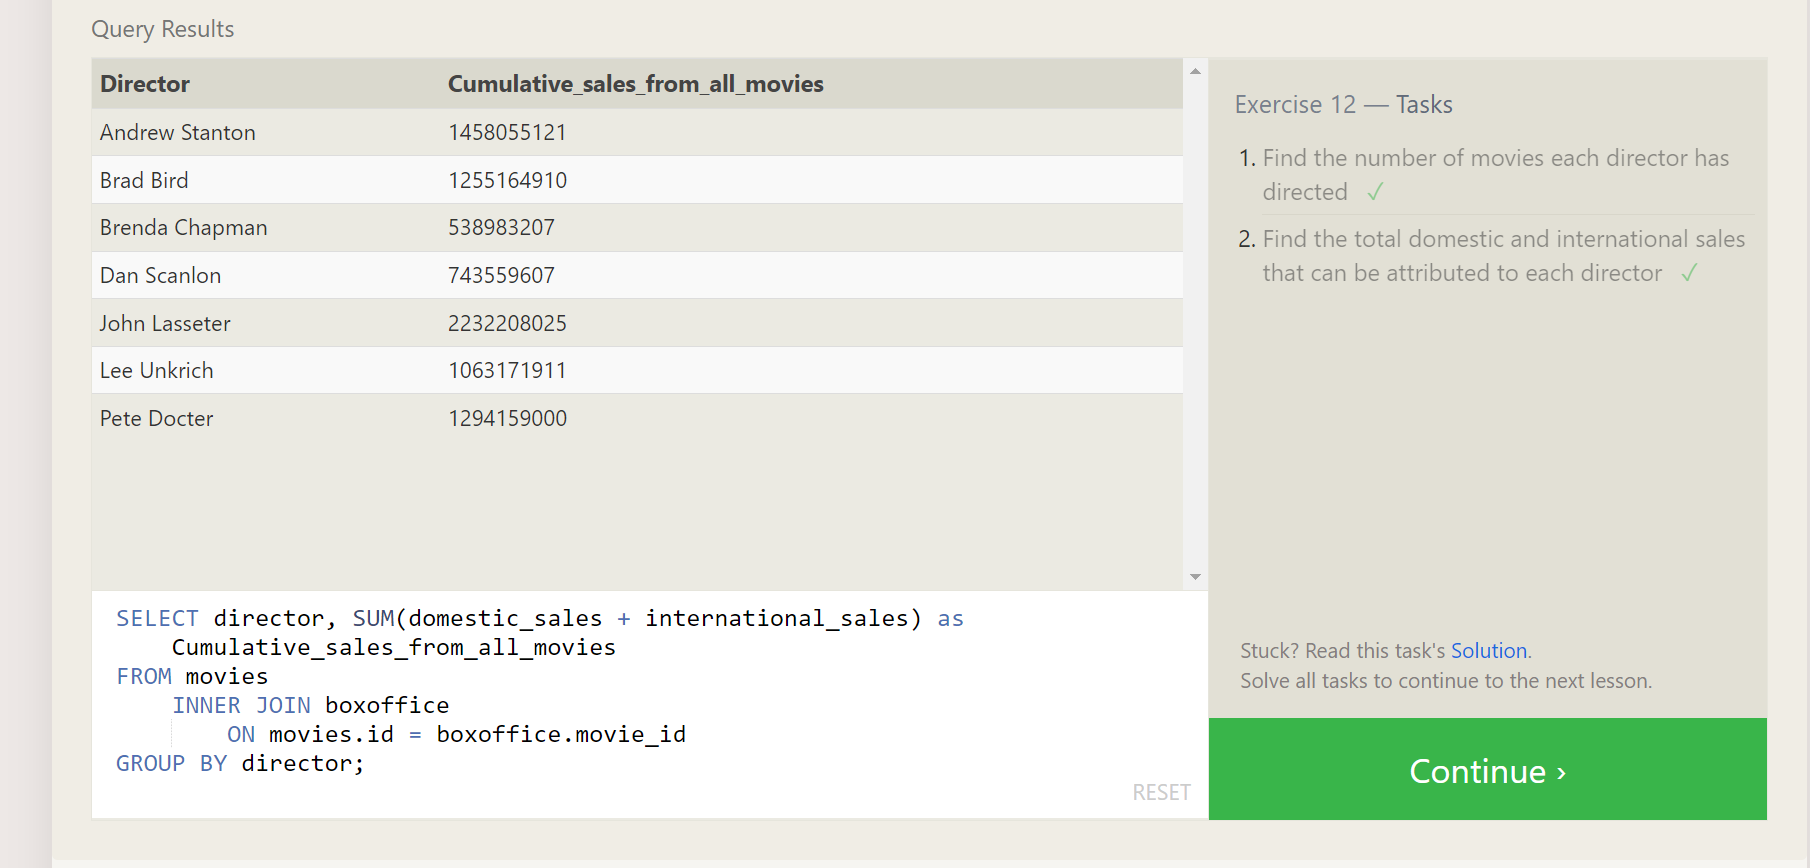 Query Results
Director Cumulative_sales_from_all_movies
Andrew Stanton 1458055121
Brad Bird 1255164910
Brenda Chapman 538983207
Dan Scanlon 743559607
John Lasseter 2232208025
Lee Unkrich 1063171911
Pete Docter 1294159000
SELECT director, SUM(domestic_sales + international_sales) as
Cumulative_sales_from_all_movies
FROM movies
INNER JOIN boxoffice
ON movies.id = boxoffice.movie_id
GROUP BY director;
RESET
Exercise 12 — Tasks
1. Find the number of movies each director has
directed ✓
2. Find the total domestic and international sales
that can be attributed to each director ✓
Stuck? Read this task's Solution.
Solve all tasks to continue to the next lesson.
Continue ›